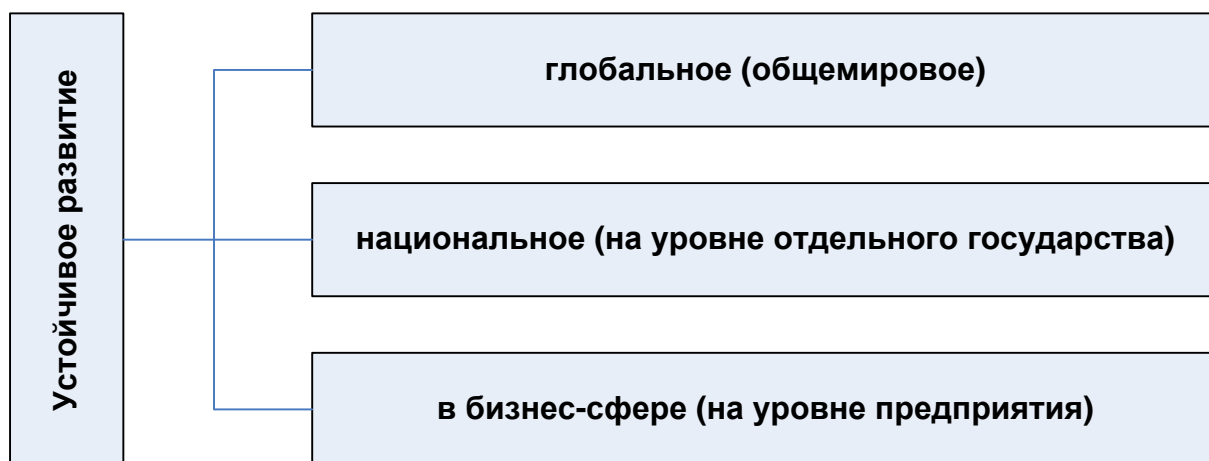 Устойчивое развитие
глобальное (общемировое)
национальное (на уровне отдельного государства)
в бизнес-сфере (на уровне предприятия)